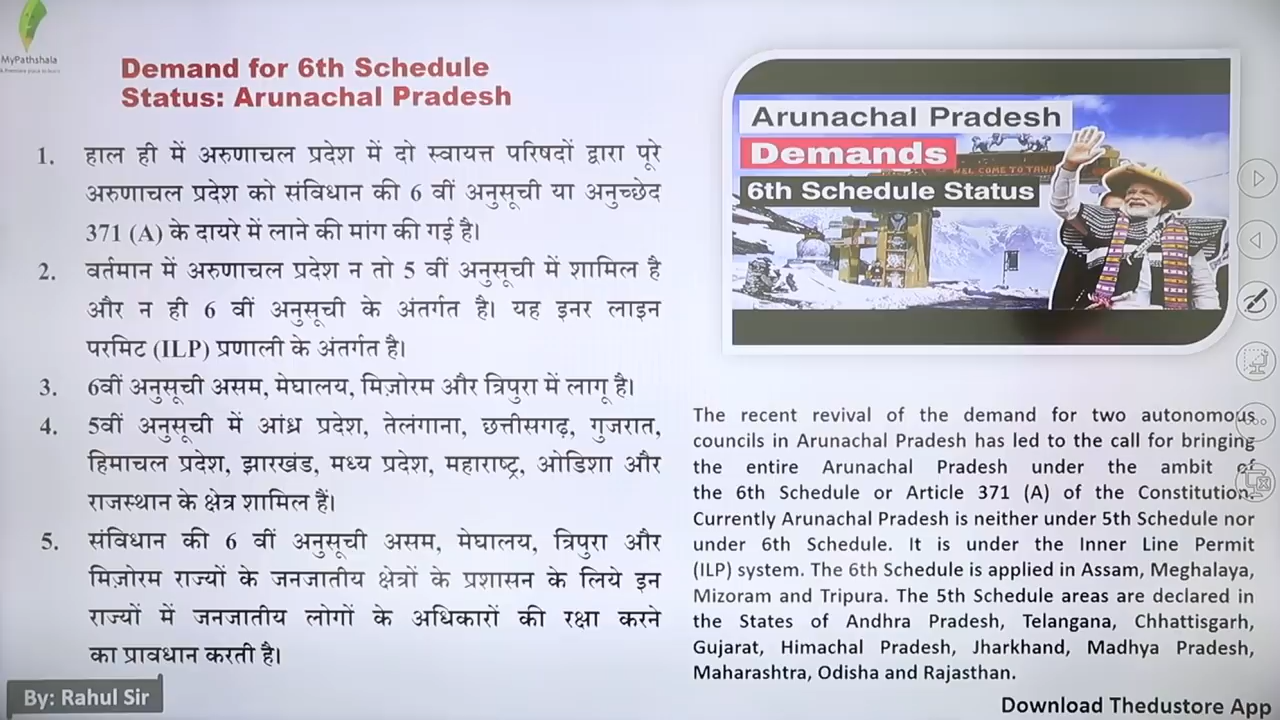 MyPathshala
Demand for 6th Schedule
Status: Arunachal Pradesh
1. हाल ही में अरुणाचल प्रदेश में दो स्वायत्त परिषदों द्वारा पूरे
अरुणाचल प्रदेश को संविधान की 6 वीं अनुसूची या अनुच्छेद
371 (A) के दायरे में लाने की मांग की गई है।
2. वर्तमान में अरुणाचल प्रदेश न तो 5 वीं अनुसूची में शामिल है
और न ही 6 वीं अनुसूची के अंतर्गत है। यह इनर लाइन
परमिट (ILP) प्रणाली के अंतर्गत है।
3. 6वीं अनुसूची असम, मेघालय, मिज़ोरम और त्रिपुरा में लागू है।
4. 5वीं अनुसूची में आंध्र प्रदेश, तेलंगाना, छत्तीसगढ़, गुजरात,
हिमाचल प्रदेश, झारखंड, मध्य प्रदेश, महाराष्ट्र, ओडिशा और
राजस्थान के क्षेत्र शामिल हैं।
5. संविधान की 6 वीं अनुसूची असम, मेघालय, त्रिपुरा और
मिज़ोरम राज्यों के जनजातीय क्षेत्रों के प्रशासन के लिये इन
राज्यों में जनजातीय लोगों के अधिकारों की रक्षा करने
का प्रावधान करती है।
By: Rahul Sir
Arunachal Pradesh
Demands
WELCOME TO TAWA
6th Schedule Status
The recent revival of the demand for two autonomous
councils in Arunachal Pradesh has led to the call for bringing
the entire Arunachal Pradesh under the ambit of
the 6th Schedule or Article 371 (A) of the Constitution.
Currently Arunachal Pradesh is neither under 5th Schedule nor
under 6th Schedule. It is under the Inner Line Permit
(ILP) system. The 6th Schedule is applied in Assam, Meghalaya,
Mizoram and Tripura. The 5th Schedule areas are declared in
the States of Andhra Pradesh, Telangana, Chhattisgarh,
Gujarat, Himachal Pradesh, Jharkhand, Madhya Pradesh,
Maharashtra, Odisha and Rajasthan.
Download Thedustore App